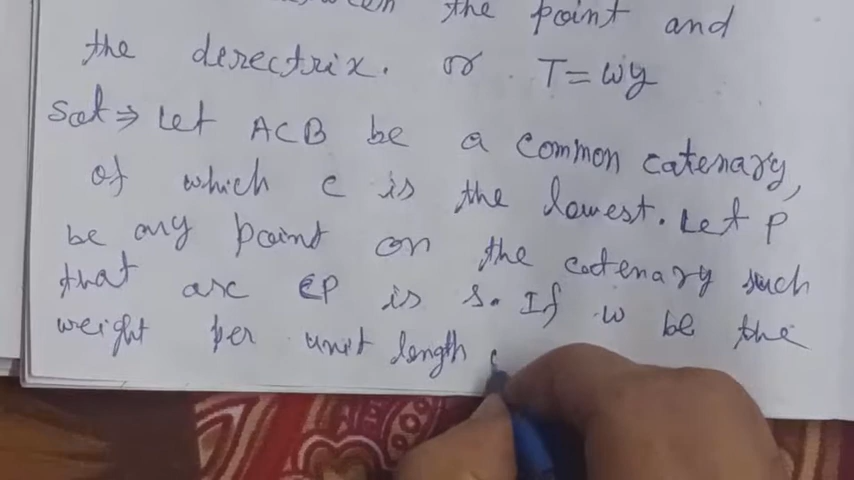 the point and
the derectrix. or T=wy
Sol⇒ Let ACB be a common catenary,
of which c is the lowest. Let P
be any point on the catenary such
that arc CP is s. If w be the
weight per unit length